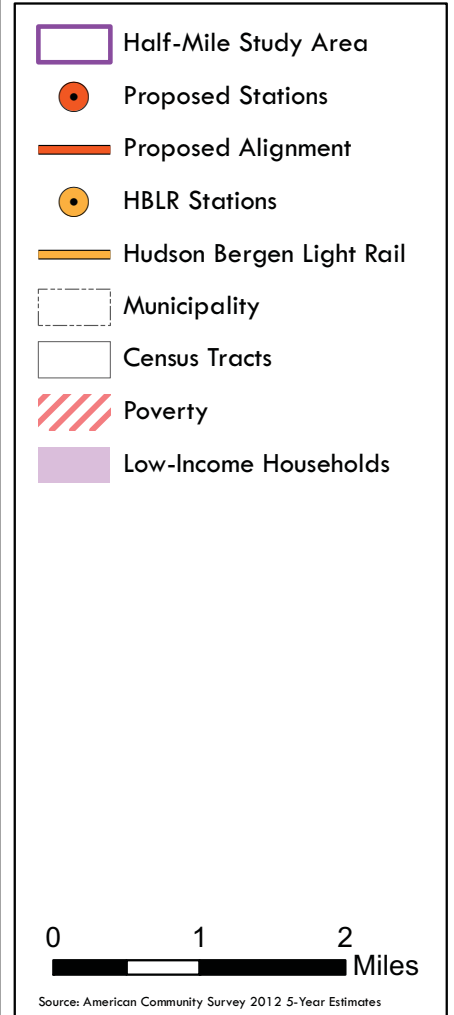 Half-Mile Study Area
Proposed Stations
Proposed Alignment
HBLR Stations
Hudson Bergen Light Rail
Municipality
Census Tracts
Poverty
Low-Income Households
0 1 2
Miles
Source: American Community Survey 2012 5-Year Estimates